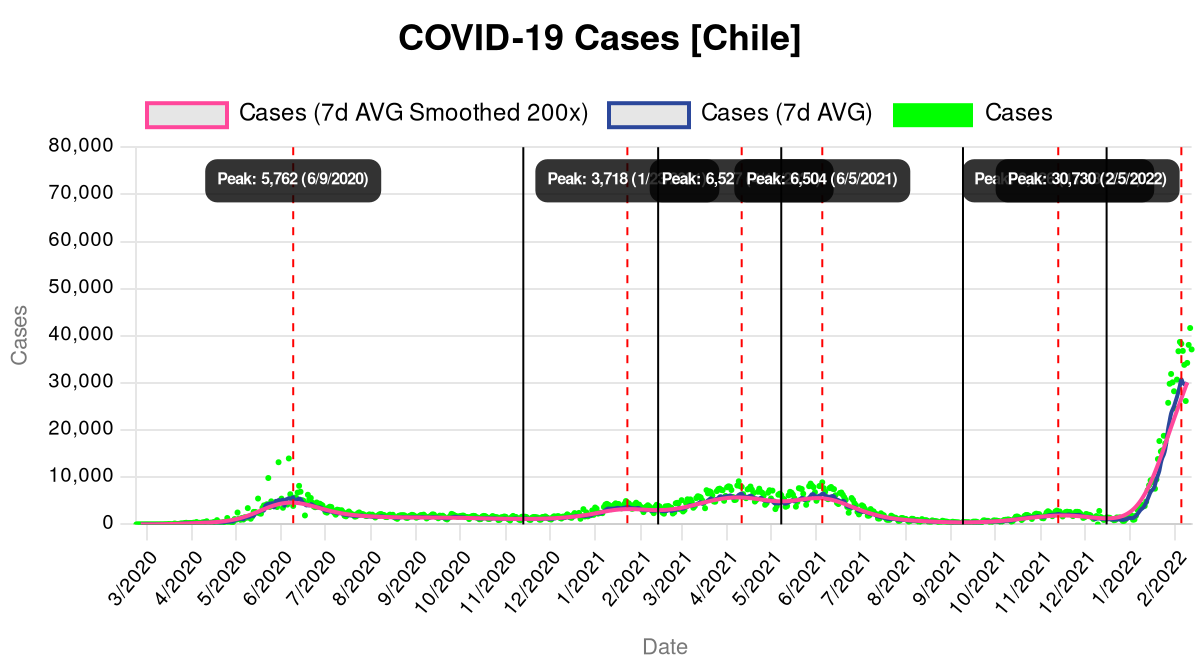 COVID-19 Cases [Chile]
Cases (7d AVG Smoothed 200x) Cases (7d AVG) Cases
80,000
Peak: 5,762 (6/9/2020) Peak: 3,718 Peak: Peak: 6,504 (6/5/2021) Peak: 30,730 (2/5/2022)
70,000
60,000
50,000
40,000
30,000
20,000
10,000
0
Cases
3/2020 4/2020 5/2020 6/2020 7/2020 8/2020 9/2020 10/2020 11/2020 12/2020 1/2021 2/2021 3/2021 4/2021 5/2021 6/2021 7/2021 8/2021 9/2021 10/2021 11/2021 12/2021 1/2022 2/2022
Date